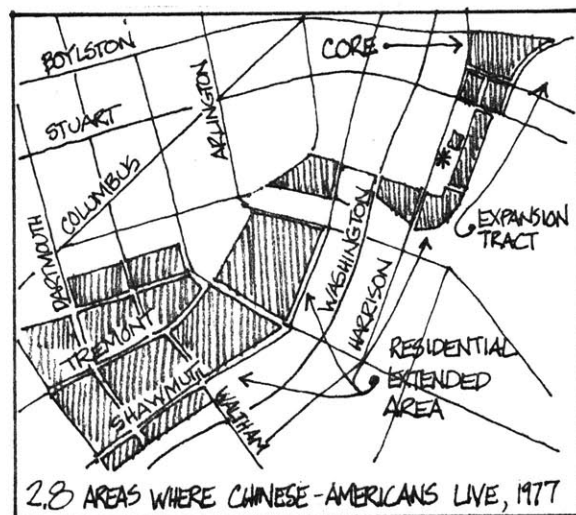 BOYLSTON
CORE
STUART
ARLINGTON
COLUMBUS
*
DARTMOUTH
WASHINGTON
EXPANSION
TRACT
HARRISON
TREMONT
RESIDENTIAL
EXTENDED
AREA
SHAWMUT
WALTHAM
2.8 AREAS WHERE CHINESE-AMERICANS LIVE, 1977